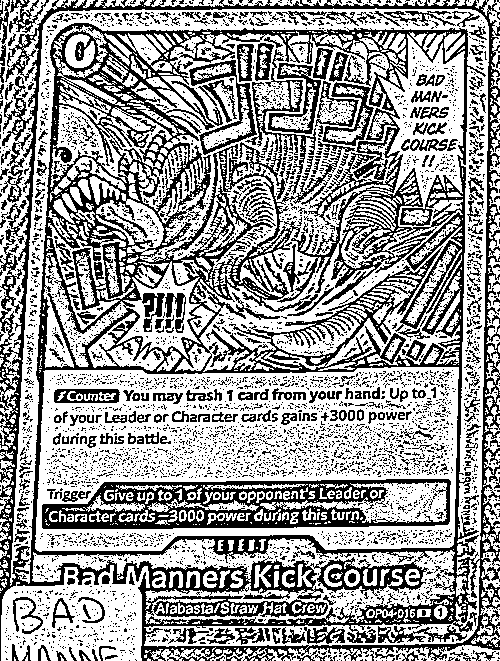 0
BAD
MAN-
NERS
KICK
COURSE
!!
?!!!
Counter You may trash 1 card from your hand: Up to 1
of your Leader or Character cards gains +3000 power
during this battle.
Trigger Give up to 1 of your opponent's Leader or
Character cards −3000 power during this turn.
EVENT
Bad Manners Kick Course
Alabasta/Straw Hat Crew
OP04-016 R 1
BAD
MANNE